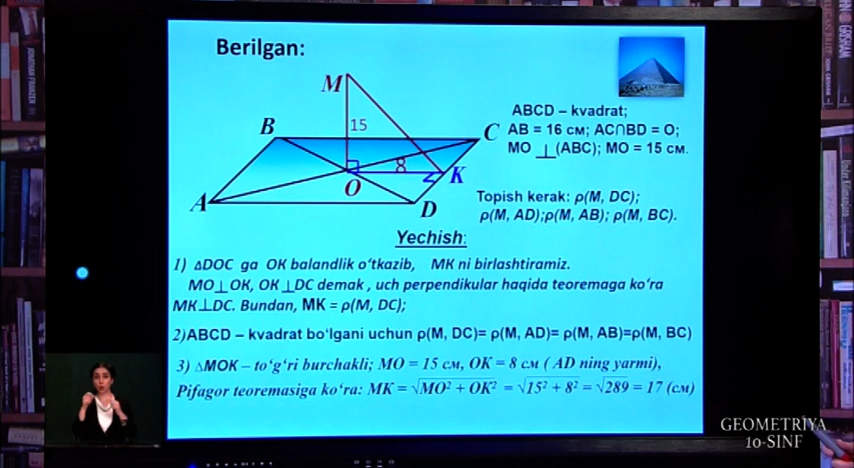 Berilgan:
M
15
B
C
8
K
O
A
D
ABCD – kvadrat;
AB = 16 см; AC∩BD = O;
MO ⊥ (ABC); MO = 15 см.
Topish kerak: ρ(M, DC);
ρ(M, AD);ρ(M, AB); ρ(M, BC).
Yechish:
1) ΔDOC ga OK balandlik o‘tkazib, MK ni birlashtiramiz.
MO⊥OK, OK⊥DC demak , uch perpendikular haqida teoremaga ko‘ra
MK⊥DC. Bundan, MK = ρ(M, DC);
2)ABCD – kvadrat bo‘lgani uchun ρ(M, DC)= ρ(M, AD)= ρ(M, AB)=ρ(M, BC)
3) ΔMOK – to‘g‘ri burchakli; MO = 15 см, OK = 8 см ( AD ning yarmi),
Pifagor teoremasiga ko‘ra: MK = √MO² + OK² = √15² + 8² = √289 = 17 (см)
GEOMETRIYA
10-SINF